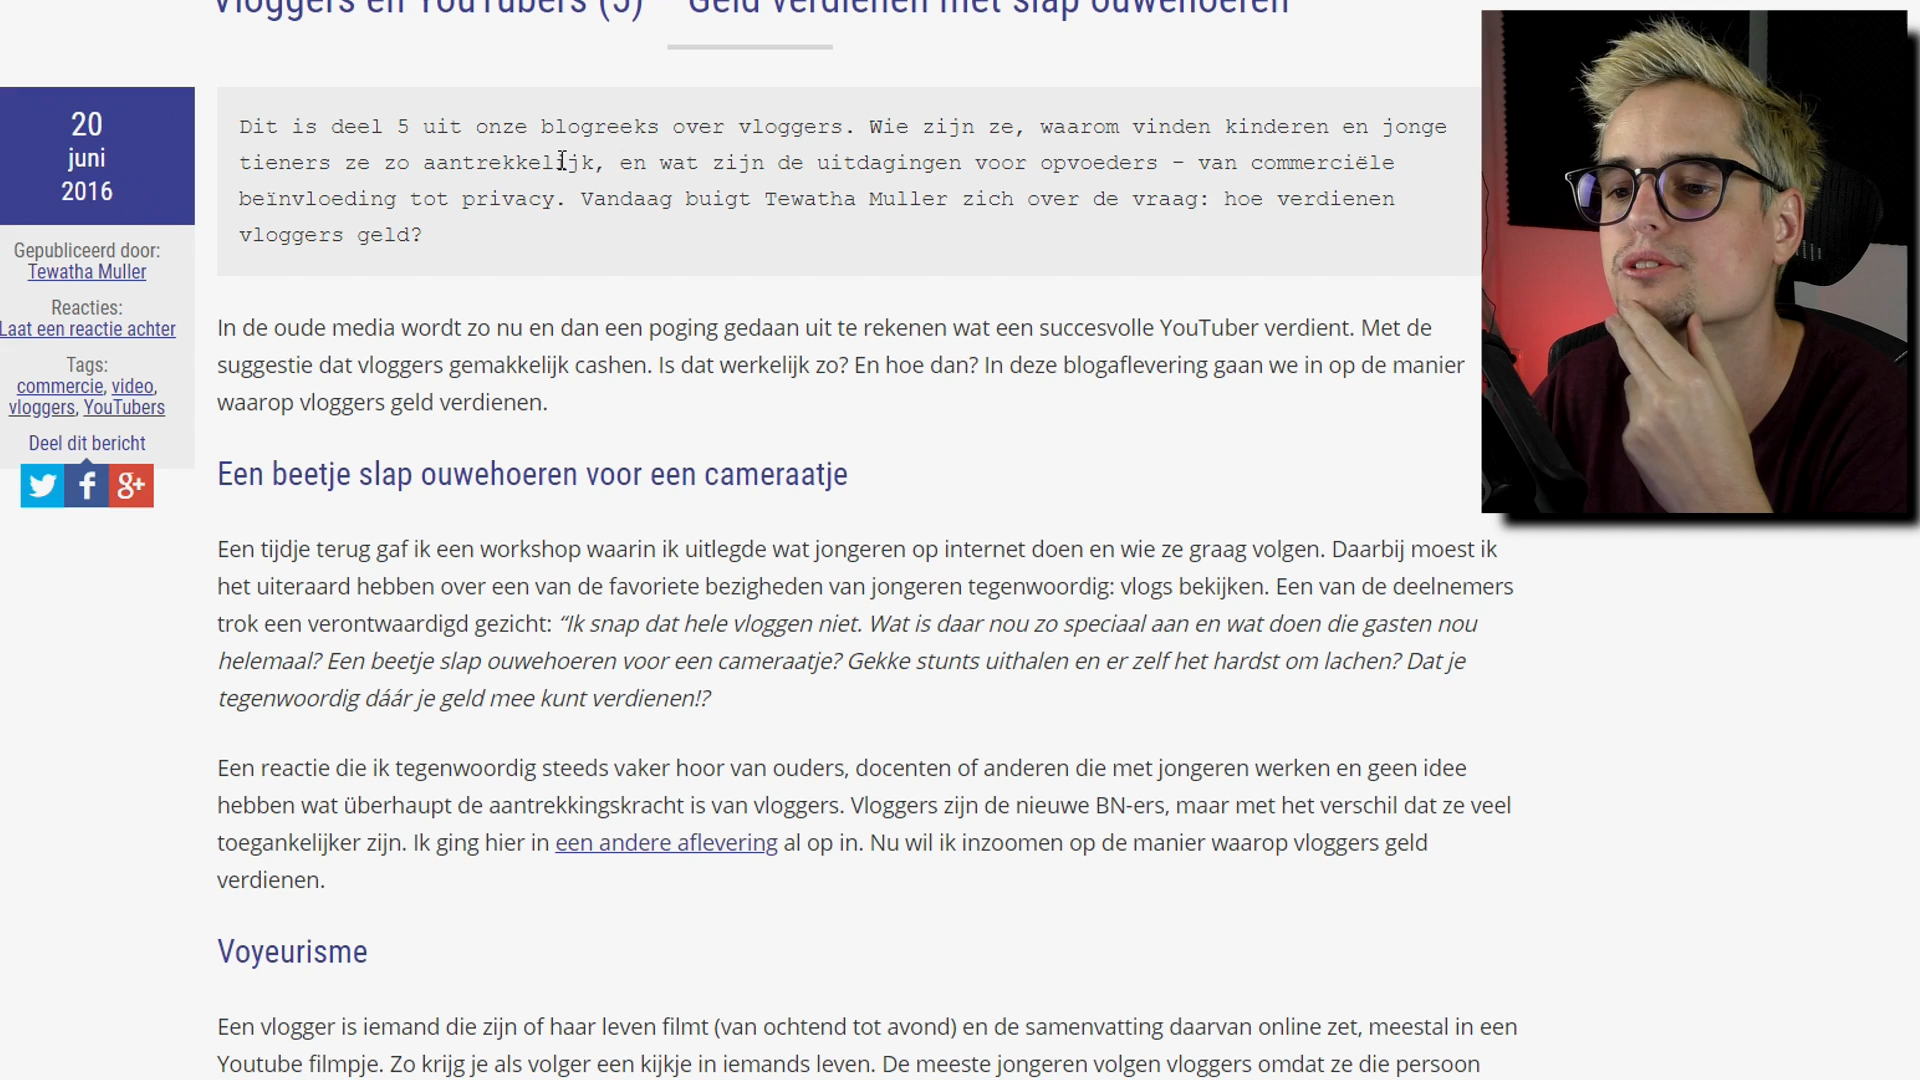 Vloggers en YouTubers (5) – Geld verdienen met slap ouwehoeren
20
juni
2016
Gepubliceerd door:
Tewatha Muller
Reacties:
Laat een reactie achter
Tags:
commercie, video,
vloggers, YouTubers
Deel dit bericht
f
g+
Dit is deel 5 uit onze blogreeks over vloggers. Wie zijn ze, waarom vinden kinderen en jonge
tieners ze zo aantrekkelijk, en wat zijn de uitdagingen voor opvoeders – van commerciële
beïnvloeding tot privacy. Vandaag buigt Tewatha Muller zich over de vraag: hoe verdienen
vloggers geld?
In de oude media wordt zo nu en dan een poging gedaan uit te rekenen wat een succesvolle YouTuber verdient. Met de
suggestie dat vloggers gemakkelijk cashen. Is dat werkelijk zo? En hoe dan? In deze blogaflevering gaan we in op de manier
waarop vloggers geld verdienen.
Een beetje slap ouwehoeren voor een cameraatje
Een tijdje terug gaf ik een workshop waarin ik uitlegde wat jongeren op internet doen en wie ze graag volgen. Daarbij moest ik
het uiteraard hebben over een van de favoriete bezigheden van jongeren tegenwoordig: vlogs bekijken. Een van de deelnemers
trok een verontwaardigd gezicht: “Ik snap dat hele vloggen niet. Wat is daar nou zo speciaal aan en wat doen die gasten nou
helemaal? Een beetje slap ouwehoeren voor een cameraatje? Gekke stunts uithalen en er zelf het hardst om lachen? Dat je
tegenwoordig dáár je geld mee kunt verdienen!?
Een reactie die ik tegenwoordig steeds vaker hoor van ouders, docenten of anderen die met jongeren werken en geen idee
hebben wat überhaupt de aantrekkingskracht is van vloggers. Vloggers zijn de nieuwe BN-ers, maar met het verschil dat ze veel
toegankelijker zijn. Ik ging hier in een andere aflevering al op in. Nu wil ik inzoomen op de manier waarop vloggers geld
verdienen.
Voyeurisme
Een vlogger is iemand die zijn of haar leven filmt (van ochtend tot avond) en de samenvatting daarvan online zet, meestal in een
Youtube filmpje. Zo krijg je als volger een kijkje in iemands leven. De meeste jongeren volgen vloggers omdat ze die persoon